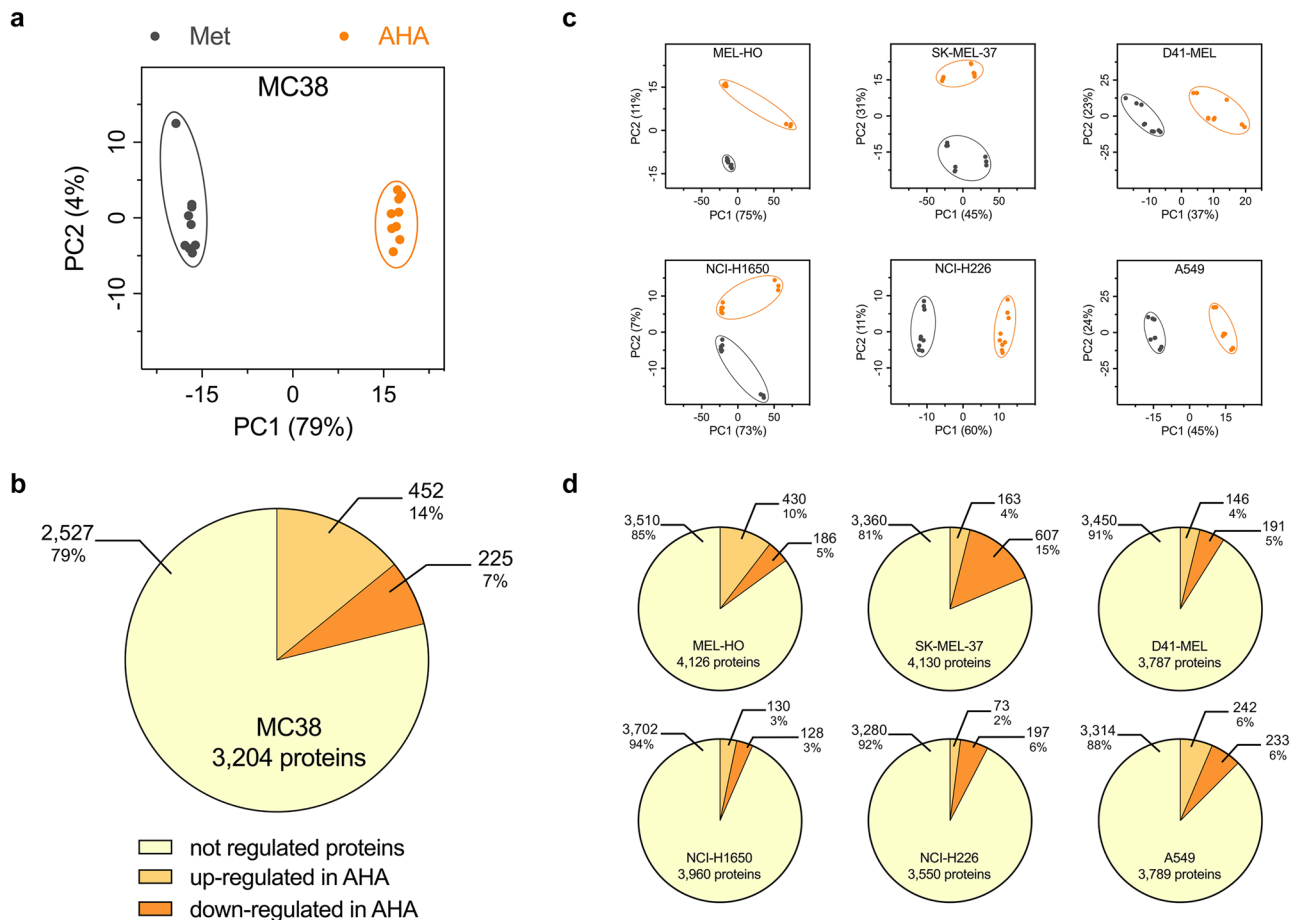 a
Met
AHA
MC38
10
0
-10
PC2 (4%)
-15
0
15
PC1 (79%)
b
2,527
79%
452
14%
225
7%
MC38
3,204 proteins
not regulated proteins
up-regulated in AHA
down-regulated in AHA
c
MEL-HO
15
0
-15
PC2 (11%)
-50
0
50
PC1 (75%)
SK-MEL-37
15
0
-15
PC2 (31%)
-50
0
50
PC1 (45%)
D41-MEL
25
0
-25
PC2 (23%)
-10
0
10
20
PC1 (37%)
NCI-H1650
10
0
-10
PC2 (7%)
-50
0
50
PC1 (73%)
NCI-H226
10
0
-10
PC2 (11%)
-10
0
10
PC1 (60%)
A549
25
0
-25
PC2 (24%)
-15
0
15
PC1 (45%)
d
3,510
85%
430
10%
186
5%
MEL-HO
4,126 proteins
3,360
81%
163
4%
607
15%
SK-MEL-37
4,130 proteins
3,450
91%
146
4%
191
5%
D41-MEL
3,787 proteins
3,702
94%
130
3%
128
3%
NCI-H1650
3,960 proteins
3,280
92%
73
2%
197
6%
NCI-H226
3,550 proteins
3,314
88%
242
6%
233
6%
A549
3,789 proteins